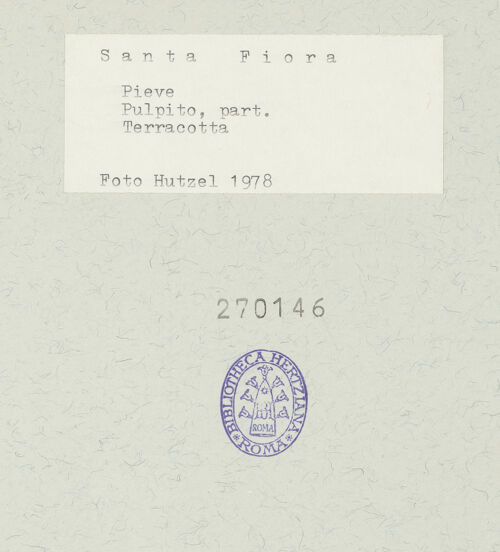 Santa Fiora
Pieve
Pulpito, part.
Terracotta
Foto Hutzel 1978
270146
BIBLIOTHECA HERTZIANA
ROMA
* ROMA *